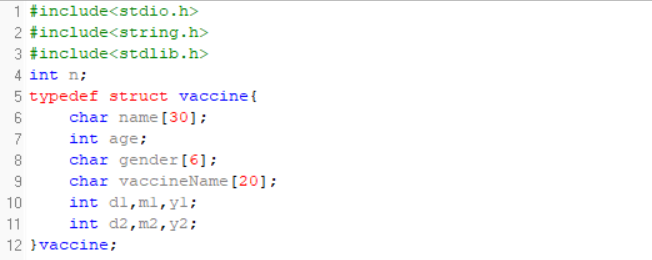 1 #include<stdio.h>
2 #include<string.h>
3 #include<stdlib.h>
4 int n;
5 typedef struct vaccine{
6     char name[30];
7     int age;
8     char gender[6];
9     char vaccineName[20];
10     int d1,m1,y1;
11     int d2,m2,y2;
12 }vaccine;